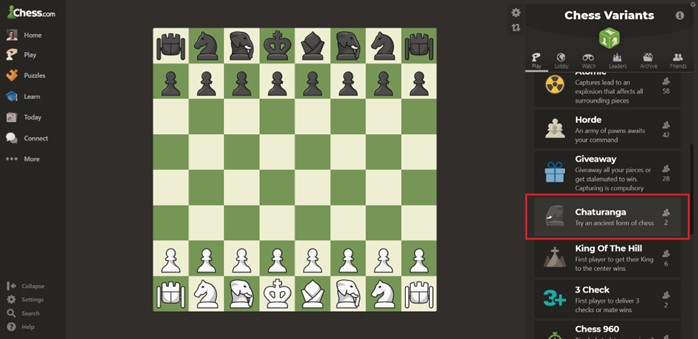 Chess.com
Home
Play
Puzzles
Learn
Today
Connect
More
Collapse
Settings
Search
Help
Chess Variants
Play
Lobby
Watch
Leaders
Archive
Friends
Atomic
Captures lead to an
explosion that affects all
surrounding pieces
58
Horde
An army of pawns awaits
your command
42
Giveaway
Giveaway all your pieces or
get stalemated to win.
Capturing is compulsory
28
Chaturanga
Try an ancient form of chess
2
King Of The Hill
First player to get their King
to the center wins
6
3+
3 Check
First player to deliver 3
checks or mate wins
2
Chess 960